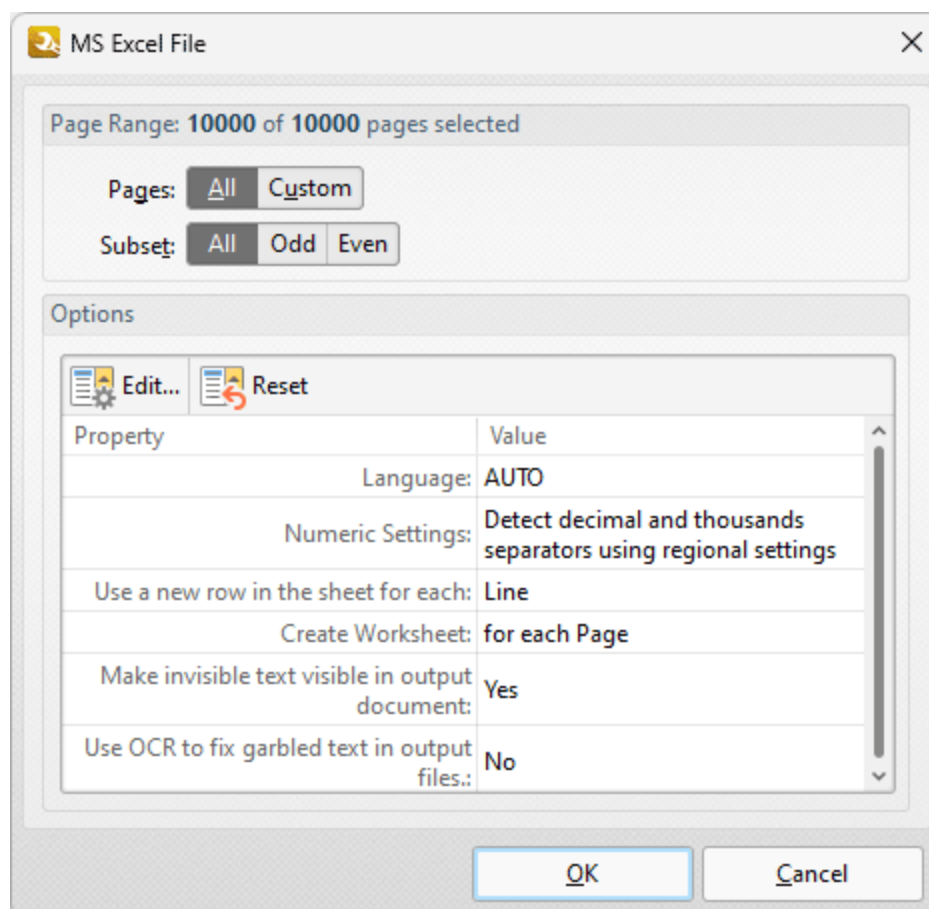 MS Excel File
Page Range: 10000 of 10000 pages selected
Pages: All Custom
Subset: All Odd Even
Options
Edit... Reset
Property Value
Language: AUTO
Numeric Settings: Detect decimal and thousands
separators using regional settings
Use a new row in the sheet for each: Line
Create Worksheet: for each Page
Make invisible text visible in output
document: Yes
Use OCR to fix garbled text in output
files.: No
OK Cancel